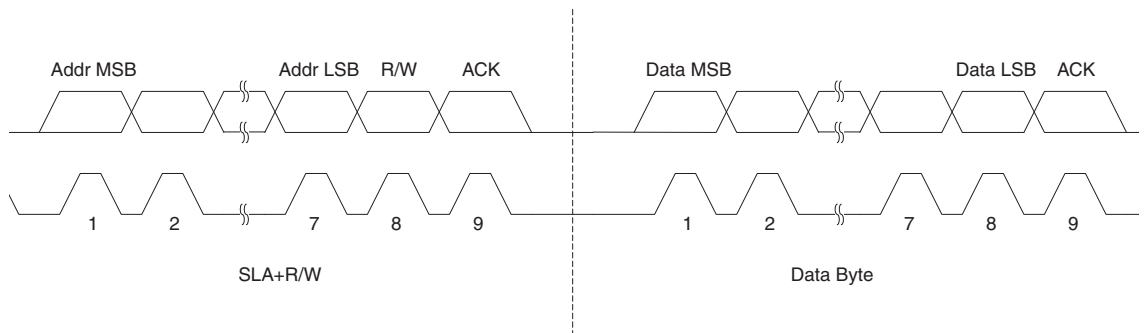 Addr MSB Addr LSB R/W ACK Data MSB Data LSB ACK
1 2 7 8 9 1 2 7 8 9
SLA+R/W Data Byte